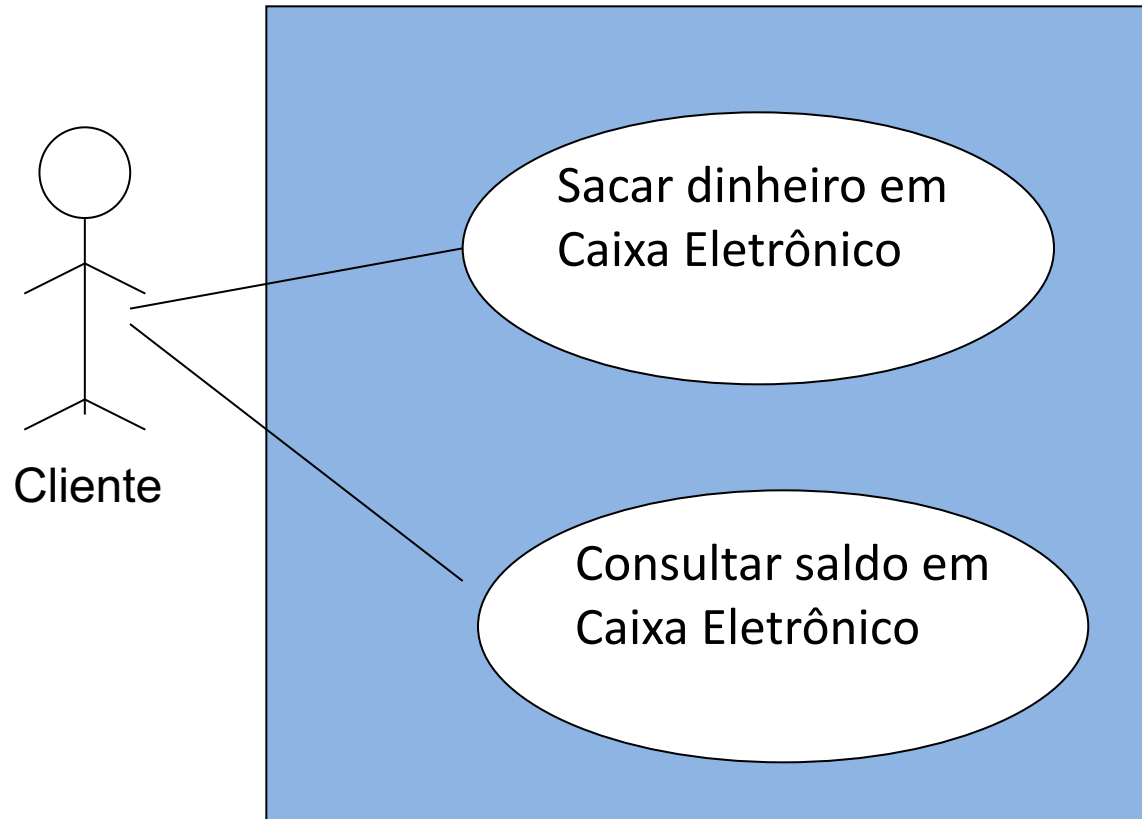 Sacar dinheiro em
Caixa Eletrônico
Cliente
Consultar saldo em
Caixa Eletrônico